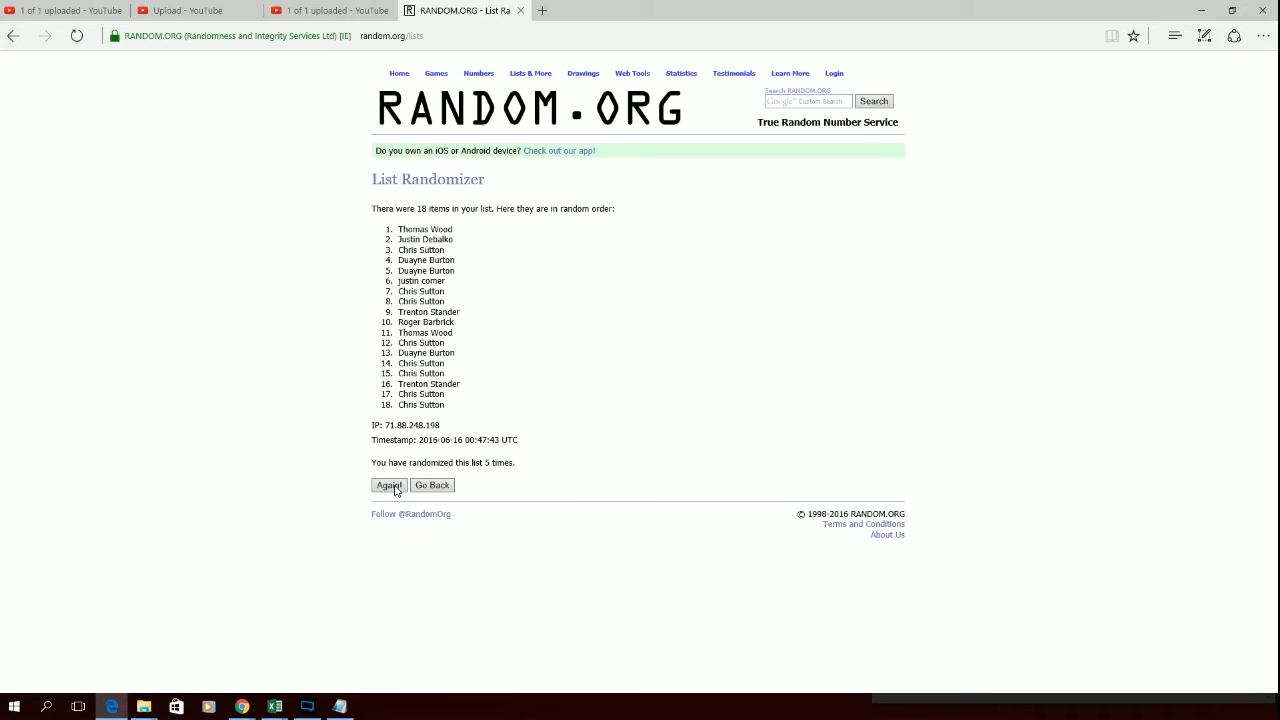 1 of 1 uploaded - YouTube
Upload - YouTube
1 of 1 uploaded - YouTube
RANDOM.ORG - List Ra
RANDOM.ORG (Randomness and Integrity Services Ltd) [IE] random.org/lists
Home Games Numbers Lists & More Drawings Web Tools Statistics Testimonials Learn More Login
RANDOM.ORG
Search RANDOM.ORG
Google™ Custom Search Search
True Random Number Service
Do you own an iOS or Android device? Check out our app!
List Randomizer
There were 18 items in your list. Here they are in random order:
1. Thomas Wood
2. Justin Debalko
3. Chris Sutton
4. Duayne Burton
5. Duayne Burton
6. justin comer
7. Chris Sutton
8. Chris Sutton
9. Trenton Stander
10. Roger Barbrick
11. Thomas Wood
12. Chris Sutton
13. Duayne Burton
14. Chris Sutton
15. Chris Sutton
16. Trenton Stander
17. Chris Sutton
18. Chris Sutton
IP: 71.88.248.198
Timestamp: 2016-06-16 00:47:43 UTC
You have randomized this list 5 times.
Again! Go Back
Follow @RandomOrg
© 1998-2016 RANDOM.ORG
Terms and Conditions
About Us